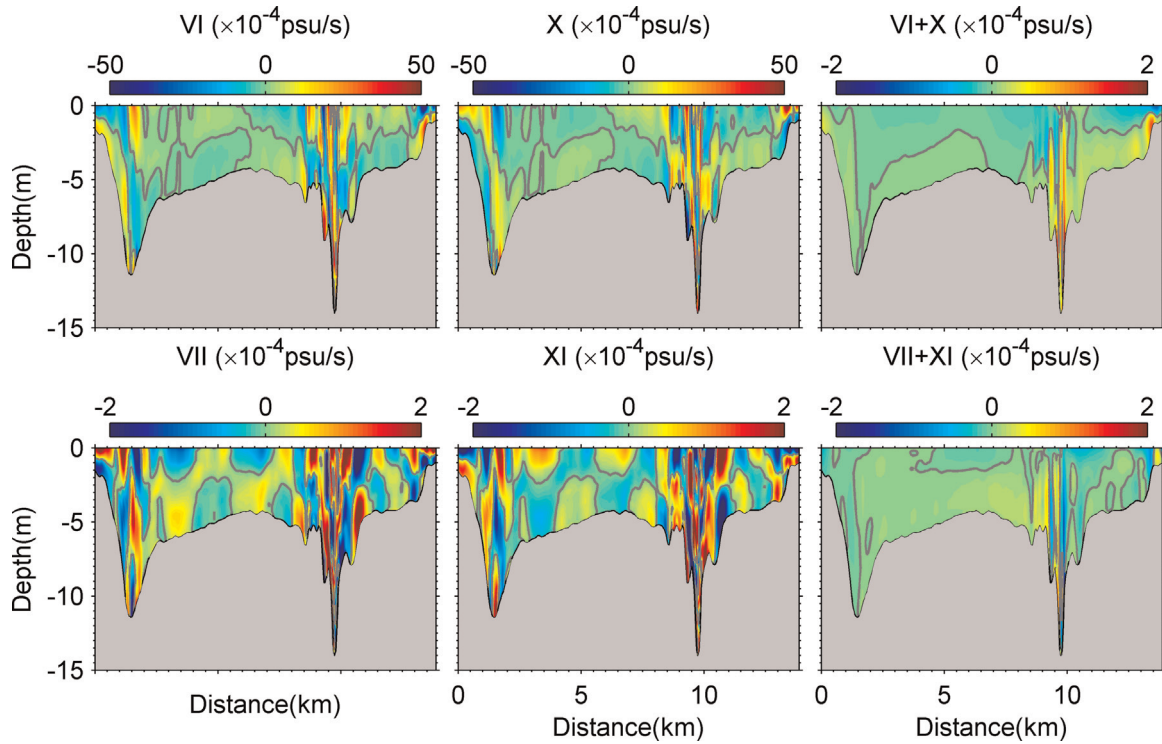 VI (×10⁻⁴psu/s) X (×10⁻⁴psu/s) VI+X (×10⁻⁴psu/s)
-50 0 50 -50 0 50 -2 0 2
0
-5
-10
-15
Depth(m)
VII (×10⁻⁴psu/s) XI (×10⁻⁴psu/s) VII+XI (×10⁻⁴psu/s)
-2 0 2 -2 0 2 -2 0 2
0
-5
-10
-15
Depth(m)
0 5 10 0 5 10
Distance(km) Distance(km) Distance(km)